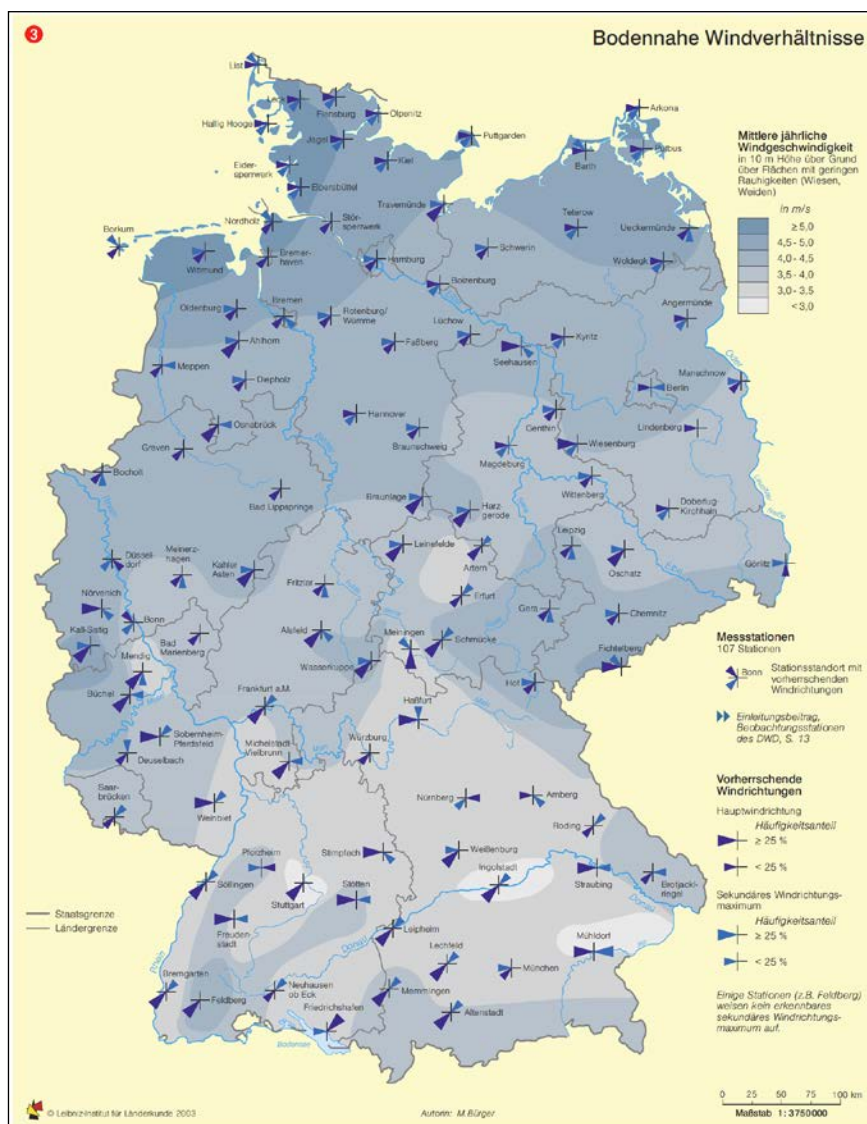 3
Bodennahe Windverhältnisse
List
Leck
Flensburg
Olpenitz
Hallig Hooge
Jagel
Puttgarden
Arkona
Putbus
Barth
Eider-
sperrwerk
Kiel
Elpersbüttel
Travemünde
Teterow
Ueckermünde
Borkum
Nordholz
Stör-
sperrwerk
Schwerin
Woldegk
Wittmund
Bremer-
haven
Hamburg
Boizenburg
Angermünde
Oldenburg
Bremen
Rotenburg/
Wümme
Lüchow
Kyritz
Ahlhorn
Faßberg
Seehausen
Meppen
Diepholz
Manschnow
Berlin
Oder
Osnabrück
Hannover
Genthin
Lindenberg
Greven
Braunschweig
Wiesenburg
Magdeburg
Bocholt
Bad Lippspringe
Braunlage
Harz-
gerode
Wittenberg
Doberlug-
Kirchhain
Rhein
Düssel-
dorf
Meinerz-
hagen
Kahler
Asten
Leinefelde
Artern
Leipzig
Oschatz
Görlitz
Elbe
Nörvenich
Fritzlar
Erfurt
Gera
Chemnitz
Kall-Sistig
Bonn
Bad
Marienberg
Alsfeld
Meiningen
Schmücke
Mendig
Wasserkuppe
Fichtelberg
Büchel
Frankfurt a.M.
Haßfurt
Hof
Main
Sobernheim-
Pferdsfeld
Michelstadt-
Vielbrunn
Würzburg
Deuselbach
Saar-
brücken
Weinbiet
Nürnberg
Amberg
Roding
Pforzheim
Stimpfach
Weißenburg
Ingolstadt
Straubing
Brotjackl-
riegel
Söllingen
Stuttgart
Stötten
Donau
Freuden-
stadt
Leipheim
Mühldorf
Lechfeld
Donau
Rhein
Bremgarten
Neuhausen
ob Eck
Memmingen
München
Feldberg
Friedrichshafen
Altenstadt
Bodensee
Mittlere jährliche
Windgeschwindigkeit
in 10 m Höhe über Grund
über Flächen mit geringen
Rauhigkeiten (Wiesen,
Weiden)
in m/s
≥ 5,0
4,5 - 5,0
4,0 - 4,5
3,5 - 4,0
3,0 - 3,5
< 3,0
Messstationen
107 Stationen
Bonn
Stationsstandort mit
vorherrschenden
Windrichtungen
Einleitungsbeitrag,
Beobachtungsstationen
des DWD, S. 13
Vorherrschende
Windrichtungen
Hauptwindrichtung
Häufigkeitsanteil
≥ 25 %
< 25 %
Sekundäres Windrichtungs-
maximum
Häufigkeitsanteil
≥ 25 %
< 25 %
Einige Stationen (z.B. Feldberg)
weisen kein erkennbares
sekundäres Windrichtungs-
maximum auf.
Staatsgrenze
Ländergrenze
© Leibniz-Institut für Länderkunde 2003
Autorin: M.Bürger
0 25 50 75 100 km
Maßstab 1: 3750000